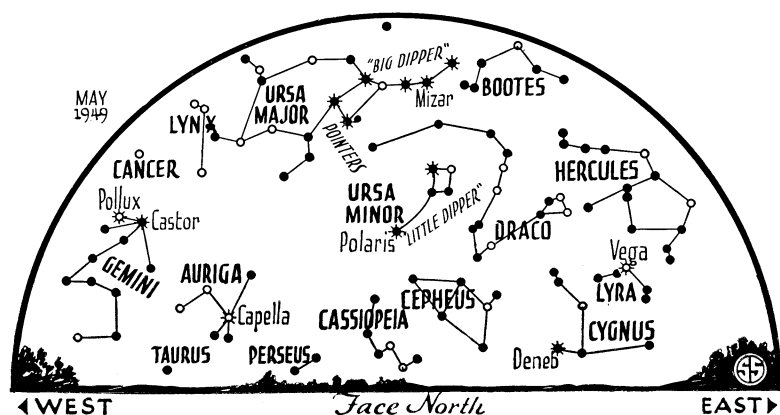 MAY
1949
"BIG DIPPER"
Mizar
BOOTES
URSA
MAJOR
LYNX
POINTERS
CANCER
HERCULES
Pollux
Castor
URSA
MINOR
"LITTLE DIPPER"
Polaris
DRACO
GEMINI
AURIGA
Capella
Vega
LYRA
CEPHEUS
CASSIOPEIA
CYGNUS
Deneb
TAURUS
PERSEUS
SS
WEST
Face North
EAST